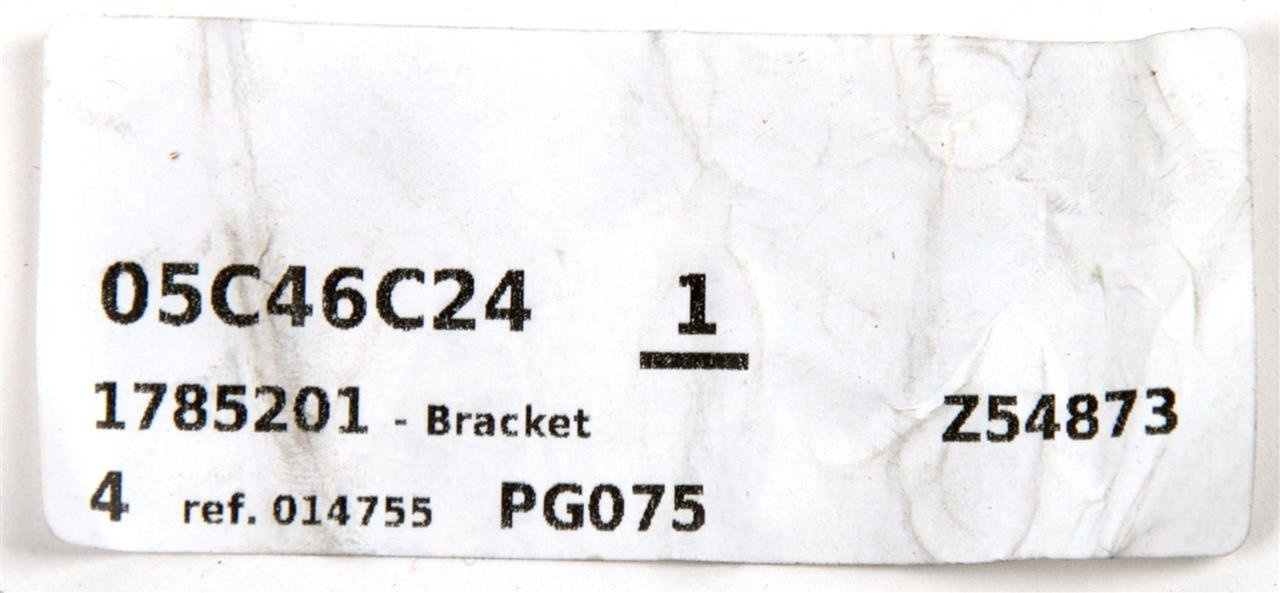 05C46C24 1
1785201 - Bracket Z54873
4 ref. 014755 PG075